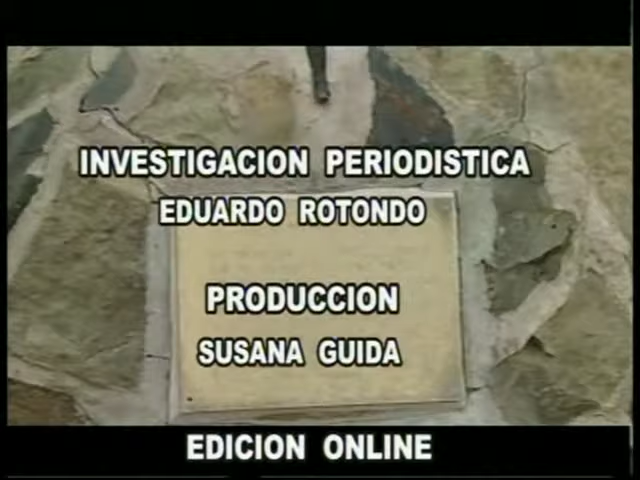 INVESTIGACION PERIODISTICA
EDUARDO ROTONDO
PRODUCCION
SUSANA GUIDA
EDICION ONLINE